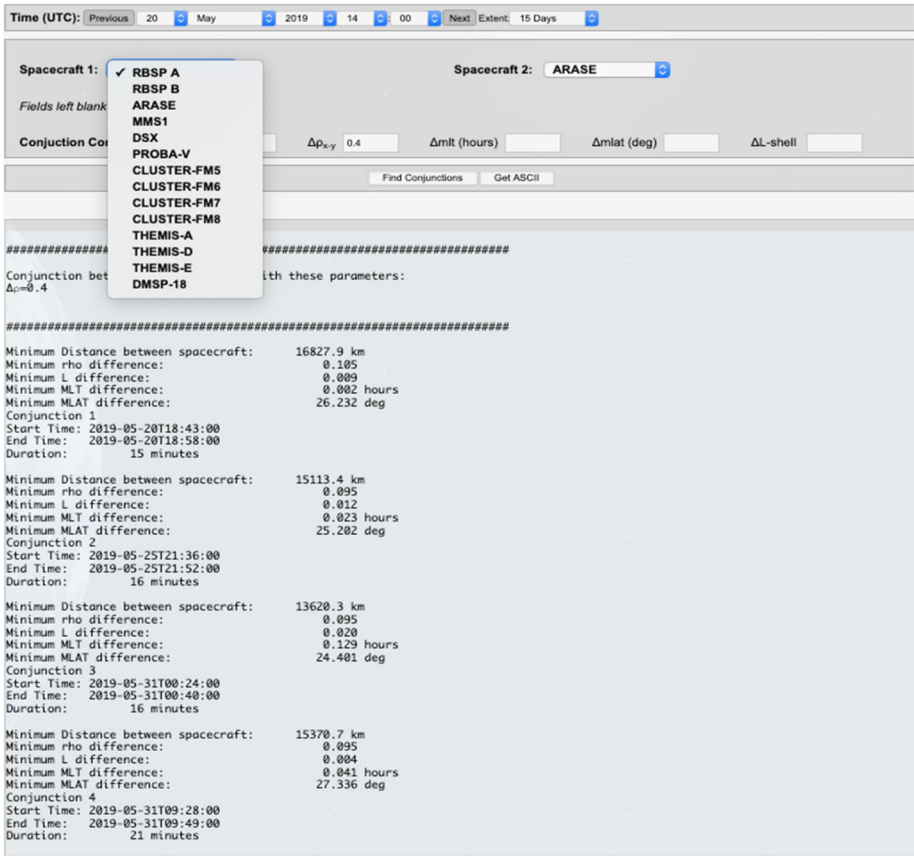 Time (UTC): Previous 20 May 2019 14 : 00 Next Extent: 15 Days
Spacecraft 1: Spacecraft 2: ARASE
✓ RBSP A
RBSP B
ARASE
MMS1
DSX
PROBA-V
CLUSTER-FM5
CLUSTER-FM6
CLUSTER-FM7
CLUSTER-FM8
THEMIS-A
THEMIS-D
THEMIS-E
DMSP-18
Fields left blank
Conjuction Co Δρx-y 0.4 Δmlt (hours) Δmlat (deg) ΔL-shell
Find Conjunctions Get ASCII
##########################################################################
Conjunction bet ith these parameters:
Δρ=0.4
##########################################################################
Minimum Distance between spacecraft: 16827.9 km
Minimum rho difference: 0.105
Minimum L difference: 0.009
Minimum MLT difference: 0.002 hours
Minimum MLAT difference: 26.232 deg
Conjunction 1
Start Time: 2019-05-20T18:43:00
End Time: 2019-05-20T18:58:00
Duration: 15 minutes
Minimum Distance between spacecraft: 15113.4 km
Minimum rho difference: 0.095
Minimum L difference: 0.012
Minimum MLT difference: 0.023 hours
Minimum MLAT difference: 25.202 deg
Conjunction 2
Start Time: 2019-05-25T21:36:00
End Time: 2019-05-25T21:52:00
Duration: 16 minutes
Minimum Distance between spacecraft: 13620.3 km
Minimum rho difference: 0.095
Minimum L difference: 0.020
Minimum MLT difference: 0.129 hours
Minimum MLAT difference: 24.401 deg
Conjunction 3
Start Time: 2019-05-31T00:24:00
End Time: 2019-05-31T00:40:00
Duration: 16 minutes
Minimum Distance between spacecraft: 15370.7 km
Minimum rho difference: 0.095
Minimum L difference: 0.004
Minimum MLT difference: 0.041 hours
Minimum MLAT difference: 27.336 deg
Conjunction 4
Start Time: 2019-05-31T09:28:00
End Time: 2019-05-31T09:49:00
Duration: 21 minutes